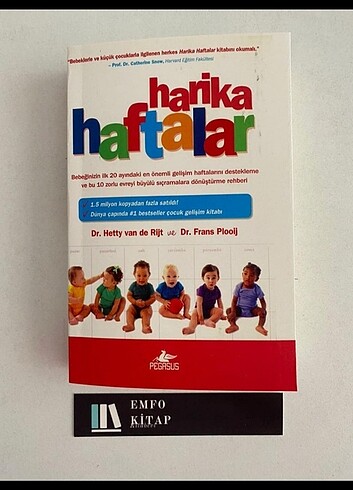 "Bebeklerle ve küçük çocuklarla ilgilenen herkes Harika Haftalar kitabını okumalı."
– Prof. Dr. Catherine Snow, Harvard Eğitim Fakültesi
harika
haftalar
Bebeğinizin ilk 20 ayındaki en önemli gelişim haftalarını destekleme
ve bu 10 zorlu evreyi büyülü sıçramalara dönüştürme rehberi
1.5 milyon kopyadan fazla satıldı!
Dünya çapında #1 bestseller çocuk gelişim kitabı
Dr. Hetty van de Rijt ve Dr. Frans Plooij
PEGASUS
EMFO
KİTAP